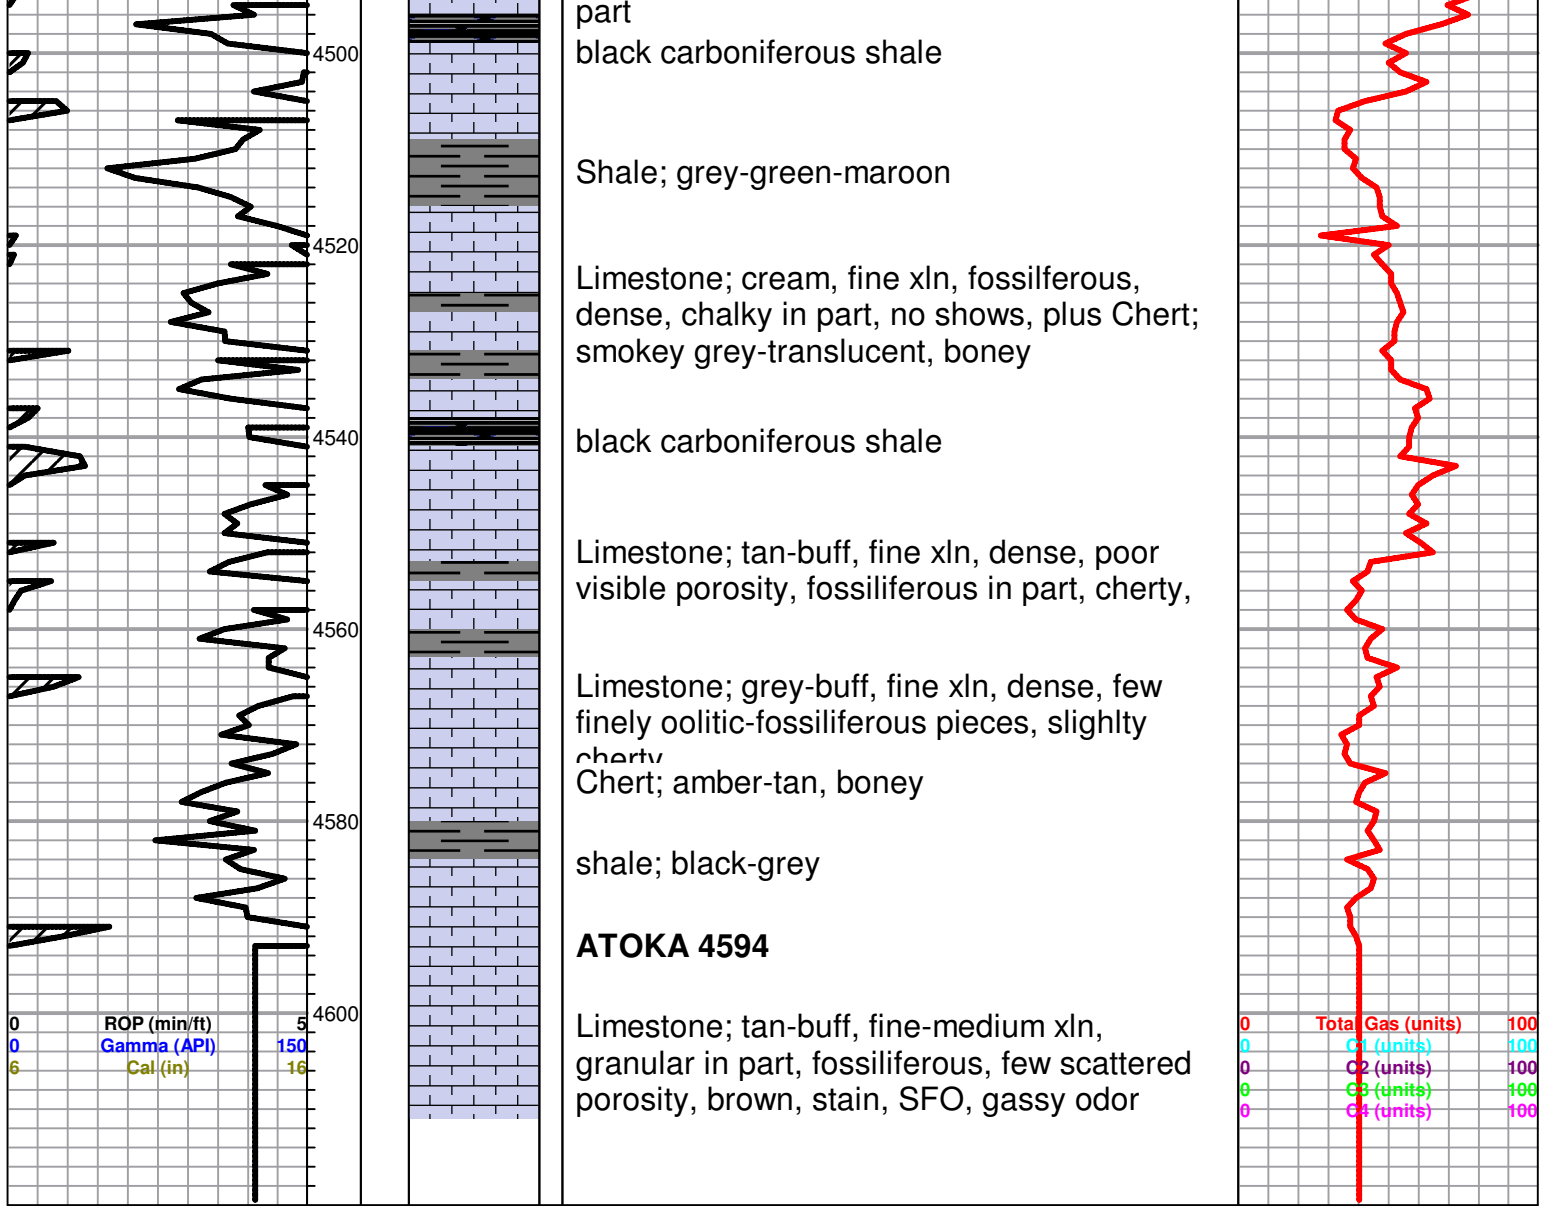 part
4500
black carboniferous shale
Shale; grey-green-maroon
4520
Limestone; cream, fine xln, fossilferous,
dense, chalky in part, no shows, plus Chert;
smokey grey-translucent, boney
4540
black carboniferous shale
Limestone; tan-buff, fine xln, dense, poor
visible porosity, fossiliferous in part, cherty,
4560
Limestone; grey-buff, fine xln, dense, few
finely oolitic-fossiliferous pieces, slighlty
cherty
Chert; amber-tan, boney
4580
shale; black-grey
ATOKA 4594
4600
0 ROP (min/ft) 5
0 Gamma (API) 150
6 Cal (in) 16
Limestone; tan-buff, fine-medium xln,
granular in part, fossiliferous, few scattered
porosity, brown, stain, SFO, gassy odor
0 Total Gas (units) 100
0 C1 (units) 100
0 C2 (units) 100
0 C3 (units) 100
0 C4 (units) 100